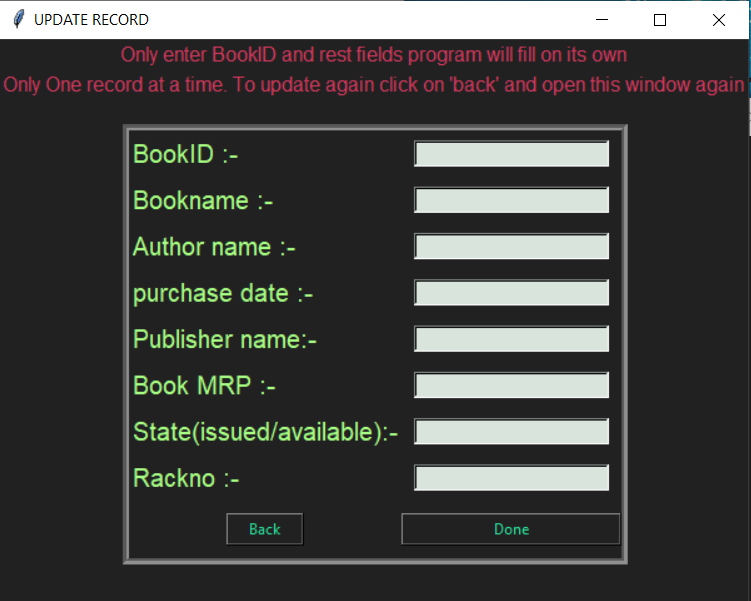 UPDATE RECORD
Only enter BookID and rest fields program will fill on its own
Only One record at a time. To update again click on 'back' and open this window again
BookID :-
Bookname :-
Author name :-
purchase date :-
Publisher name:-
Book MRP :-
State(issued/available):-
Rackno :-
Back Done